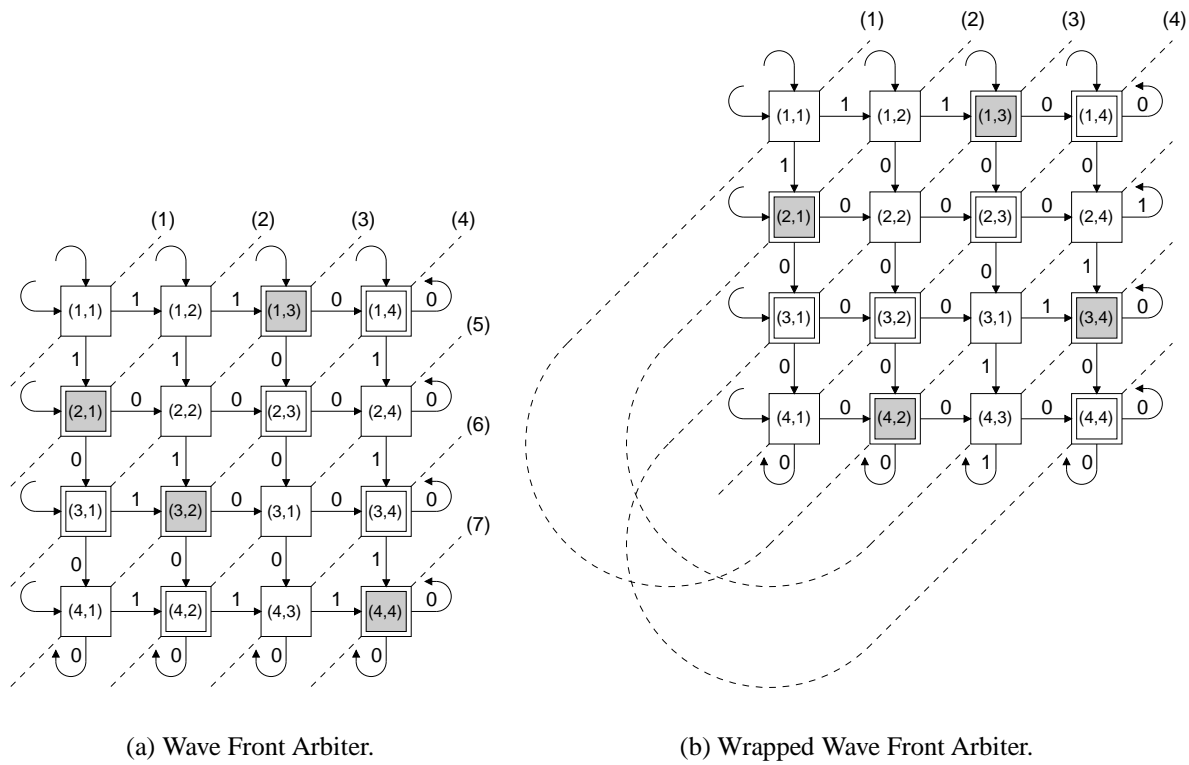 (1) (2) (3) (4)
(1,1) 1 (1,2) 1 (1,3) 0 (1,4) 0
(5)
1 1 0 1
(2,1) 0 (2,2) 0 (2,3) 0 (2,4) 0
(6)
0 1 0 1
(3,1) 1 (3,2) 0 (3,1) 0 (3,4) 0
(7)
0 0 0 1
(4,1) 1 (4,2) 1 (4,3) 1 (4,4) 0
0 0 0 0
(a) Wave Front Arbiter.
(1) (2) (3) (4)
(1,1) 1 (1,2) 1 (1,3) 0 (1,4) 0
1 0 0 0
(2,1) 0 (2,2) 0 (2,3) 0 (2,4) 1
0 0 0 1
(3,1) 0 (3,2) 0 (3,1) 1 (3,4) 0
0 0 1 0
(4,1) 0 (4,2) 0 (4,3) 0 (4,4) 0
0 0 1 0
(b) Wrapped Wave Front Arbiter.